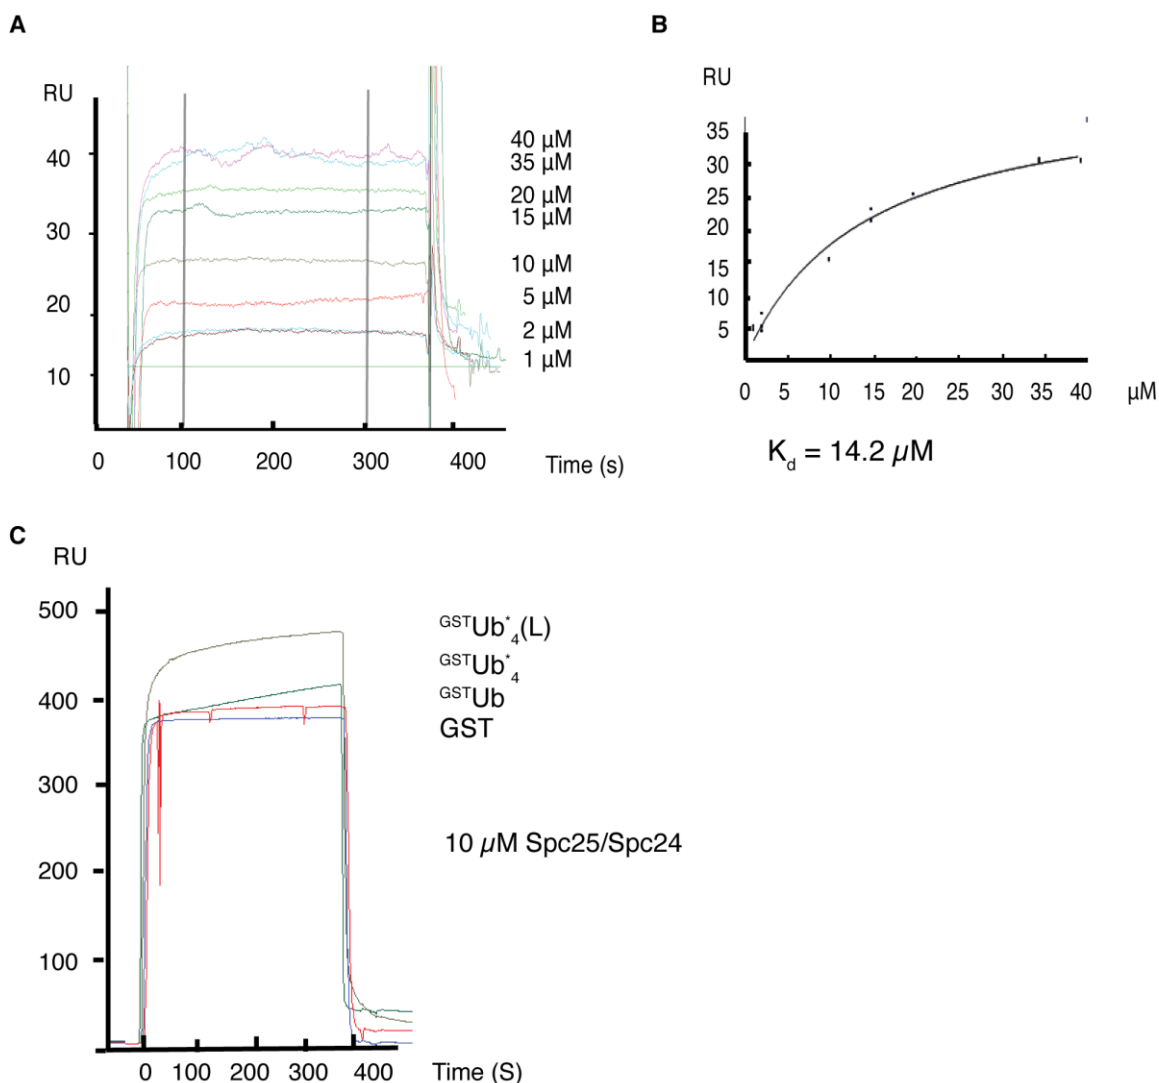 A
RU
40
30
20
10
0 100 200 300 400 Time (s)
40 µM
35 µM
20 µM
15 µM
10 µM
5 µM
2 µM
1 µM
B
RU
35
30
25
20
15
10
5
0 5 10 15 20 25 30 35 40 µM
Kd = 14.2 µM
C
RU
500
400
300
200
100
0 100 200 300 400 Time (S)
GSTUb*4(L)
GSTUb*4
GSTUb
GST
10 µM Spc25/Spc24